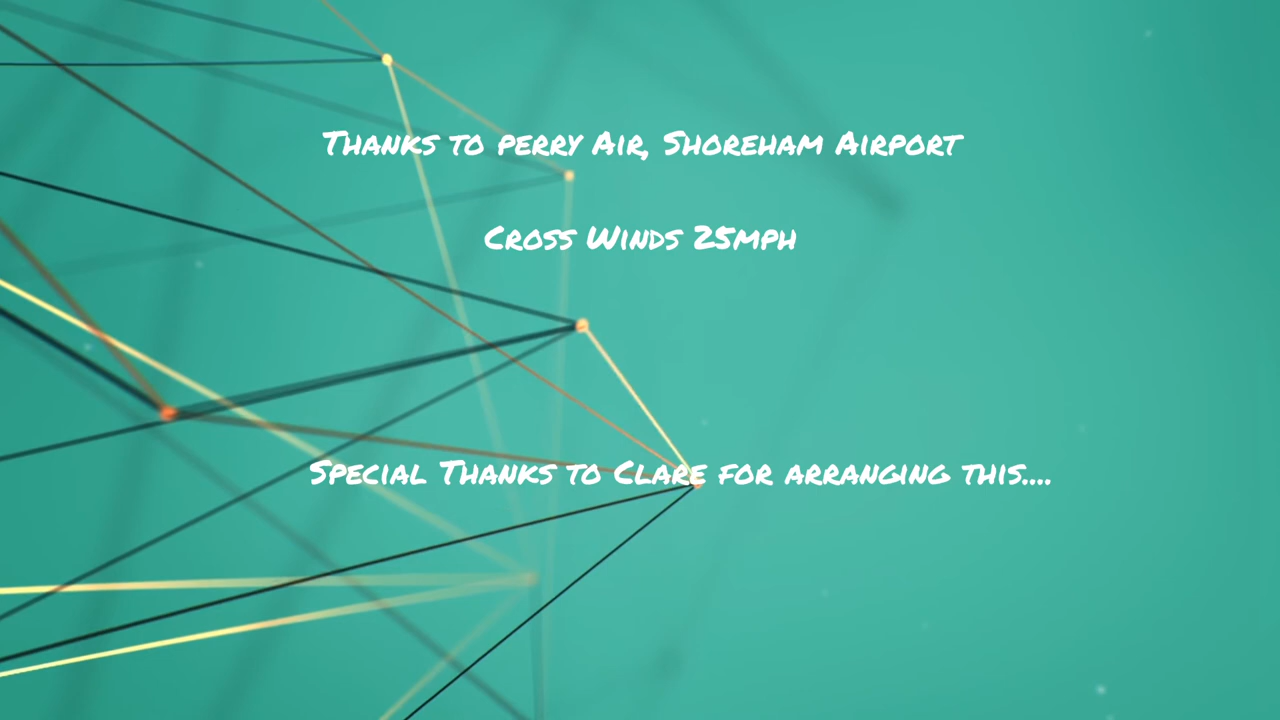 Thanks to perry Air, Shoreham Airport
Cross Winds 25mph
Special Thanks to Clare for arranging this....